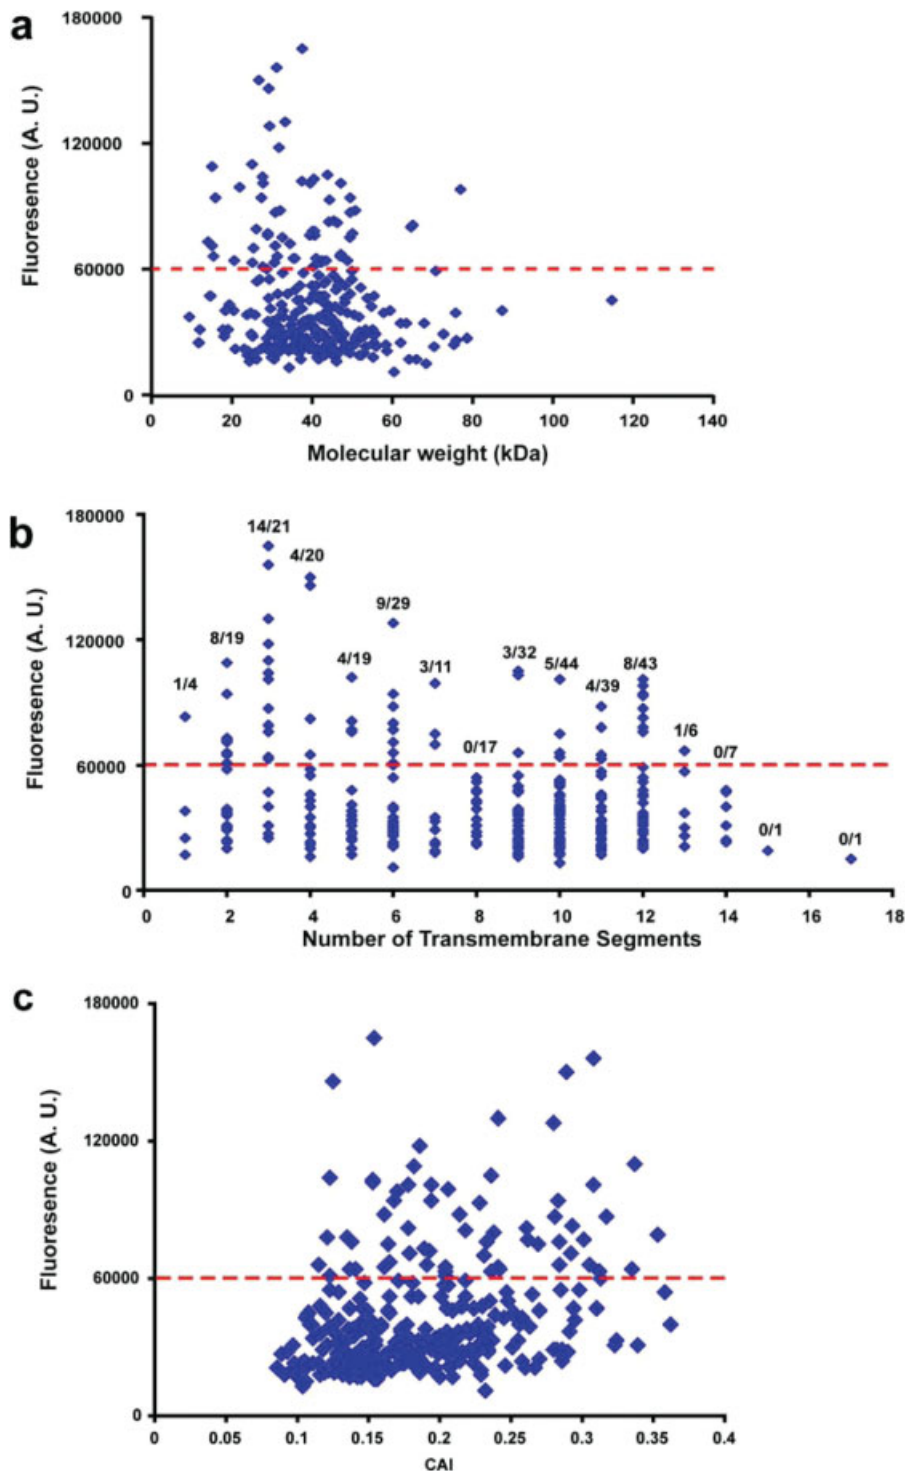 a
180000
120000
60000
0
Fluoresence (A. U.)
0 20 40 60 80 100 120 140
Molecular weight (kDa)
b
180000
120000
60000
0
Fluoresence (A. U.)
14/21
4/20
9/29
8/19
4/19
3/11
3/32
5/44
8/43
1/4
4/39
1/6
0/17
0/7
0/1
0/1
0 2 4 6 8 10 12 14 16 18
Number of Transmembrane Segments
c
180000
120000
60000
0
Fluoresence (A. U.)
0 0.05 0.1 0.15 0.2 0.25 0.3 0.35 0.4
CAI